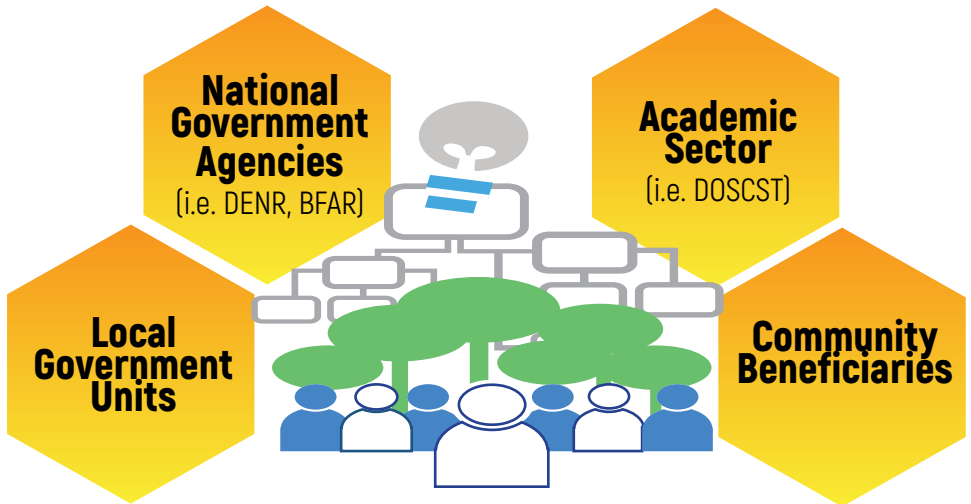 National
Government
Agencies
(i.e. DENR, BFAR)
Academic
Sector
(i.e. DOSCST)
Local
Government
Units
Community
Beneficiaries